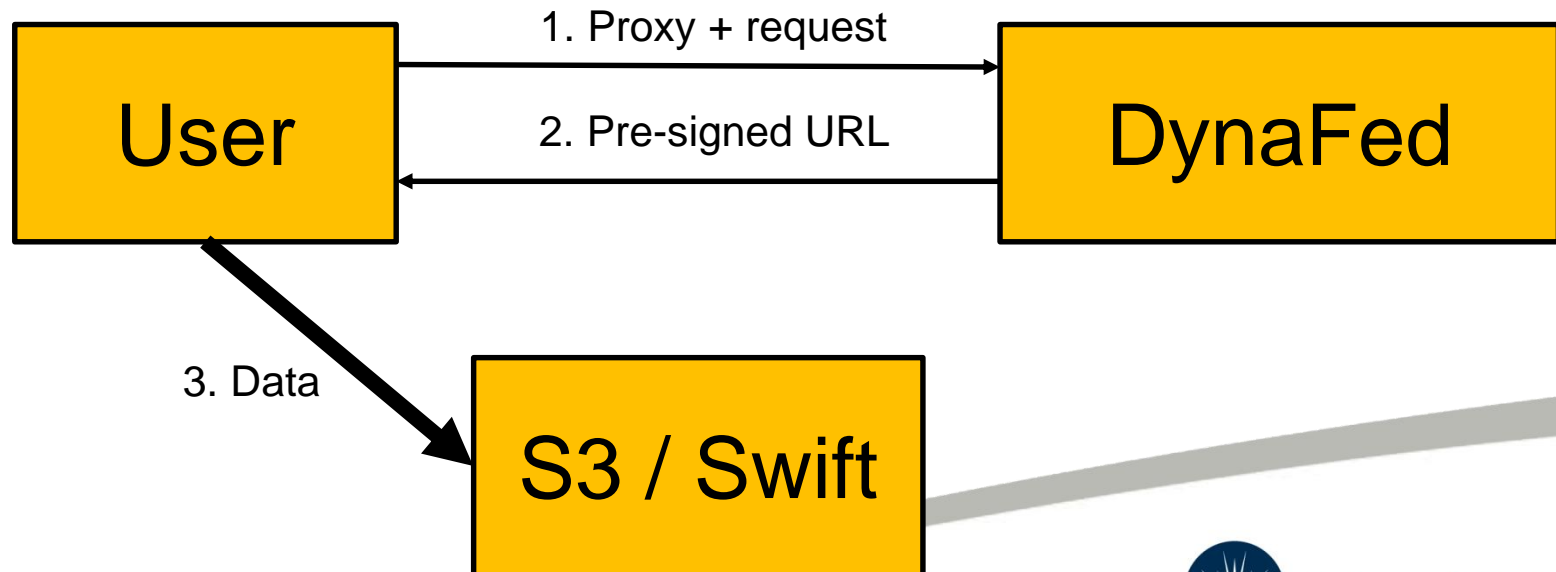 1. Proxy + request
User
2. Pre-signed URL
DynaFed
3. Data
S3 / Swift